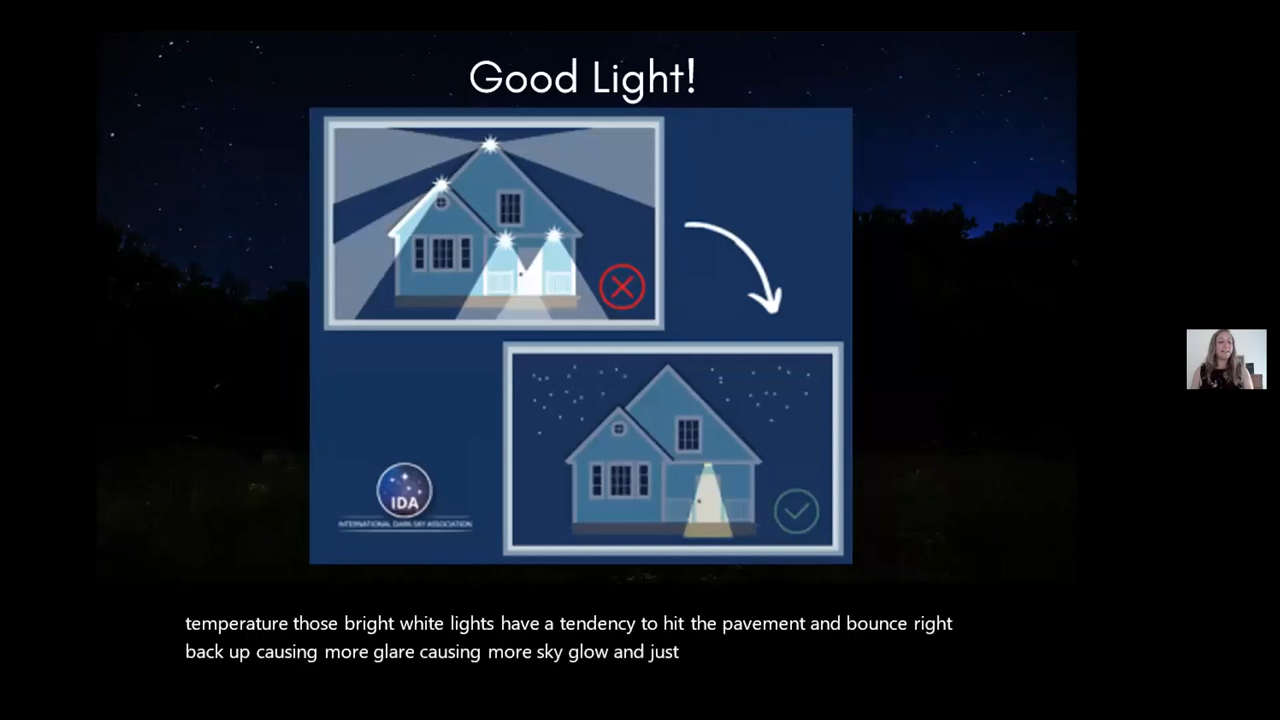 Good Light!
IDA
INTERNATIONAL DARK-SKY ASSOCIATION
temperature those bright white lights have a tendency to hit the pavement and bounce right
back up causing more glare causing more sky glow and just